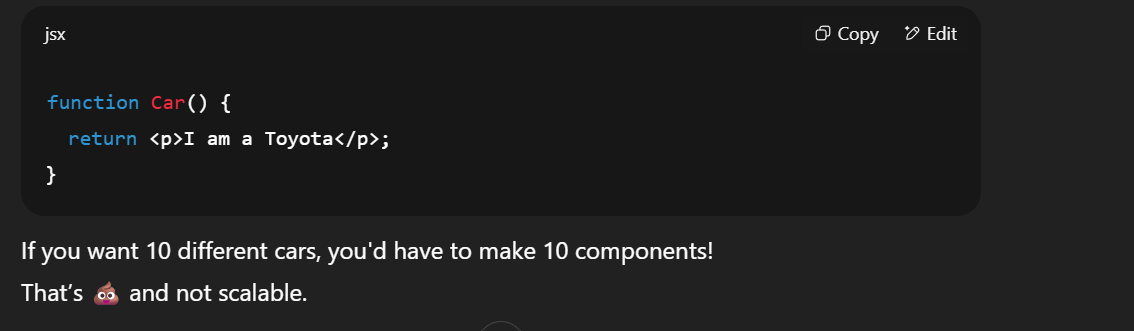 jsx
Copy
Edit
function Car() {
return <p>I am a Toyota</p>;
}
If you want 10 different cars, you'd have to make 10 components!
That's 💩 and not scalable.